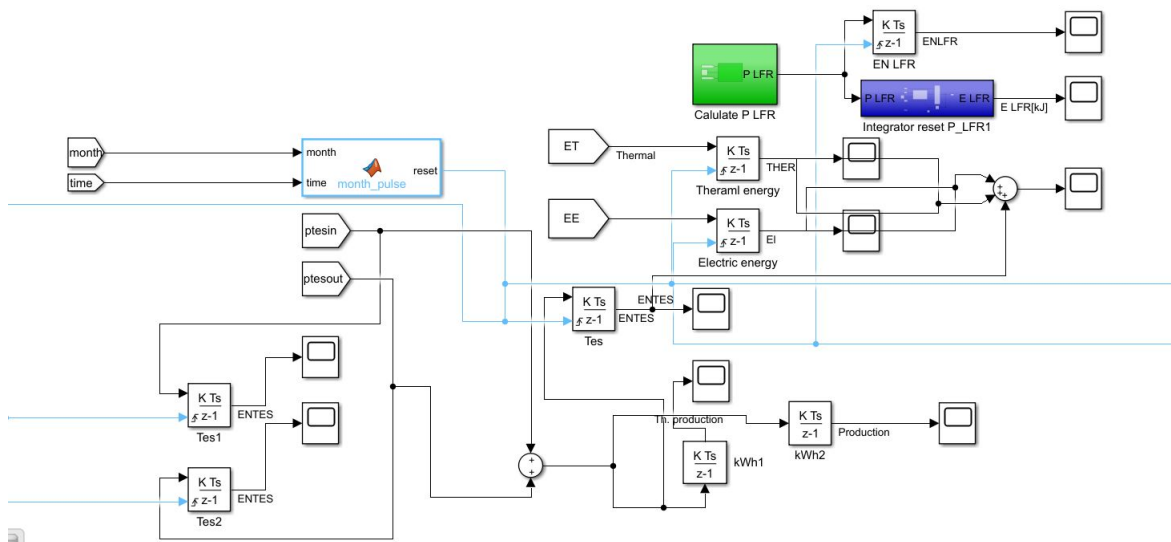 K Ts
z-1
ENLFR
EN LFR
P LFR
Calulate P LFR
P LFR
E LFR
E LFR[kJ]
Integrator reset P_LFR1
month
time
month
time
reset
month_pulse
ET
Thermal
K Ts
z-1
THER
Theraml energy
EE
K Ts
z-1
El
Electric energy
ptesin
ptesout
K Ts
z-1
ENTES
ENTES
Tes
K Ts
z-1
ENTES
Tes1
K Ts
z-1
ENTES
Tes2
Th. production
K Ts
z-1
kWh1
K Ts
z-1
Production
kWh2